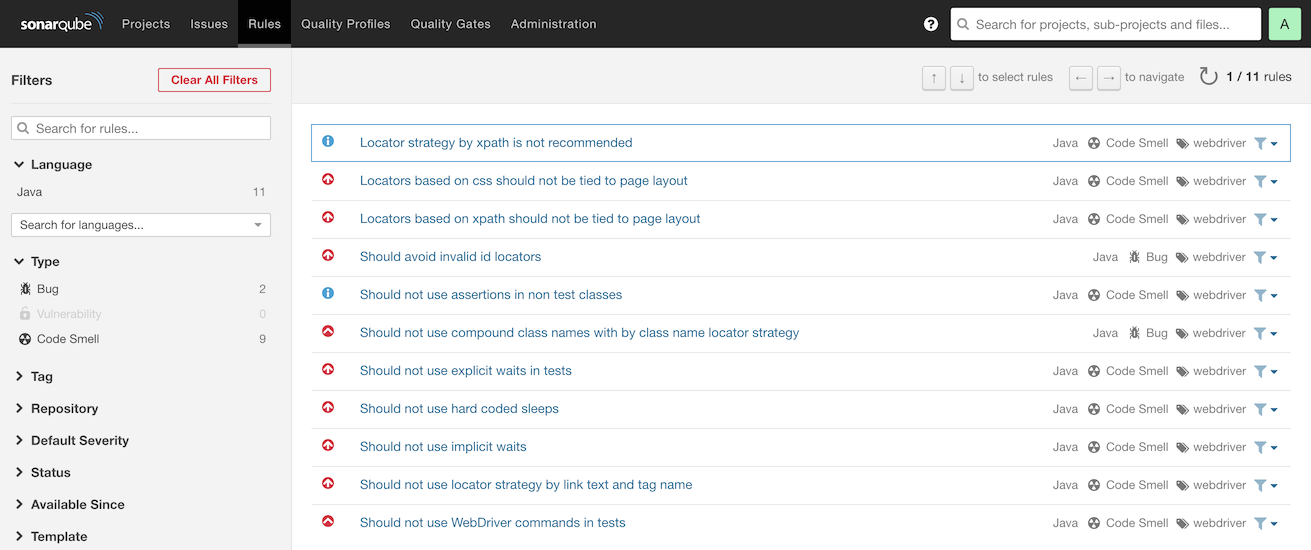 sonarqube Projects Issues Rules Quality Profiles Quality Gates Administration ? Search for projects, sub-projects and files... A
Filters Clear All Filters
↑ ↓ to select rules ← → to navigate 1 / 11 rules
Search for rules...
Language
Java 11
Search for languages...
Type
Bug 2
Vulnerability 0
Code Smell 9
Tag
Repository
Default Severity
Status
Available Since
Template
Locator strategy by xpath is not recommended Java Code Smell webdriver
Locators based on css should not be tied to page layout Java Code Smell webdriver
Locators based on xpath should not be tied to page layout Java Code Smell webdriver
Should avoid invalid id locators Java Bug webdriver
Should not use assertions in non test classes Java Code Smell webdriver
Should not use compound class names with by class name locator strategy Java Bug webdriver
Should not use explicit waits in tests Java Code Smell webdriver
Should not use hard coded sleeps Java Code Smell webdriver
Should not use implicit waits Java Code Smell webdriver
Should not use locator strategy by link text and tag name Java Code Smell webdriver
Should not use WebDriver commands in tests Java Code Smell webdriver